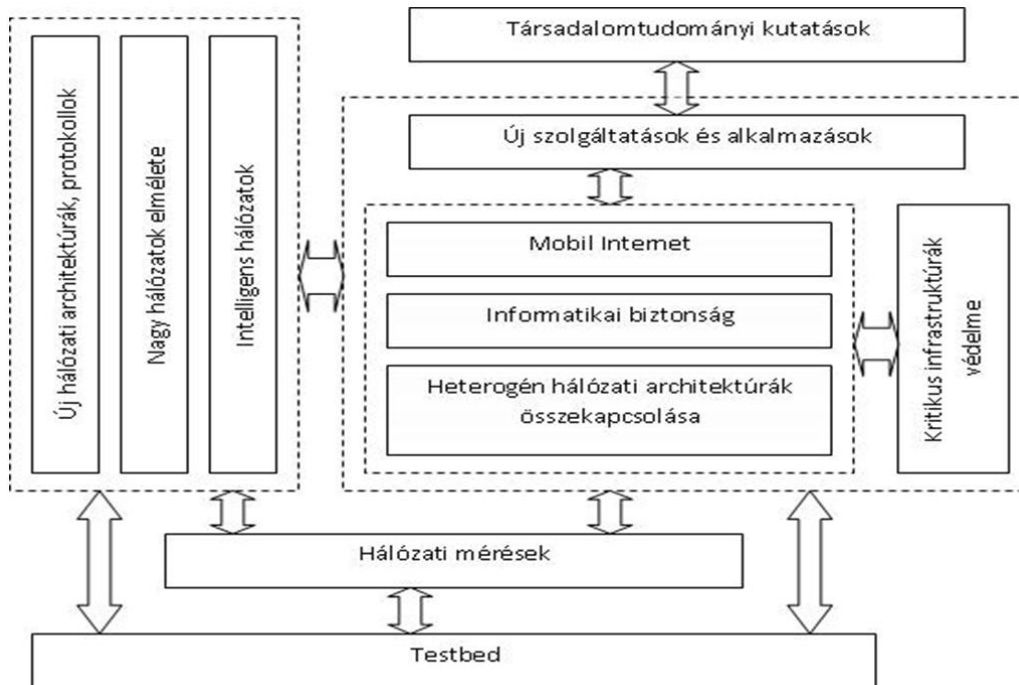 Új hálózati architektúrák, protokollok
Nagy hálózatok elmélete
Intelligens hálózatok
Társadalomtudományi kutatások
Új szolgáltatások és alkalmazások
Mobil Internet
Informatikai biztonság
Heterogén hálózati architektúrák
összekapcsolása
Kritikus infrastruktúrák
védelme
Hálózati mérések
Testbed